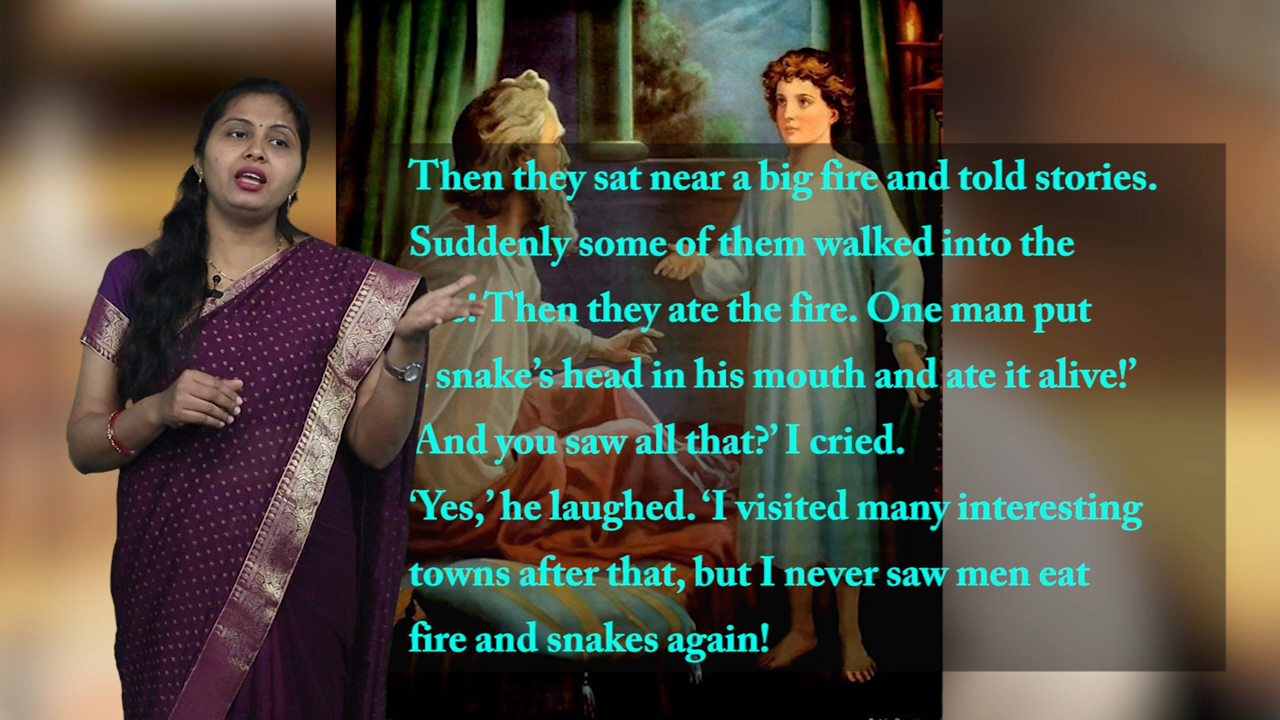 Then they sat near a big fire and told stories.
Suddenly some of them walked into the
Then they ate the fire. One man put
snake’s head in his mouth and ate it alive!’
And you saw all that?’ I cried.
‘Yes,’ he laughed. ‘I visited many interesting
towns after that, but I never saw men eat
fire and snakes again!